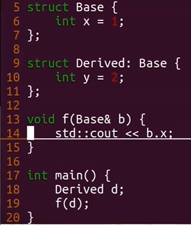 5 struct Base {
6     int x = 1;
7 };
8
9 struct Derived: Base {
10     int y = 2;
11 };
12
13 void f(Base& b) {
14     std::cout << b.x;
15 }
16
17 int main() {
18     Derived d;
19     f(d);
20 }